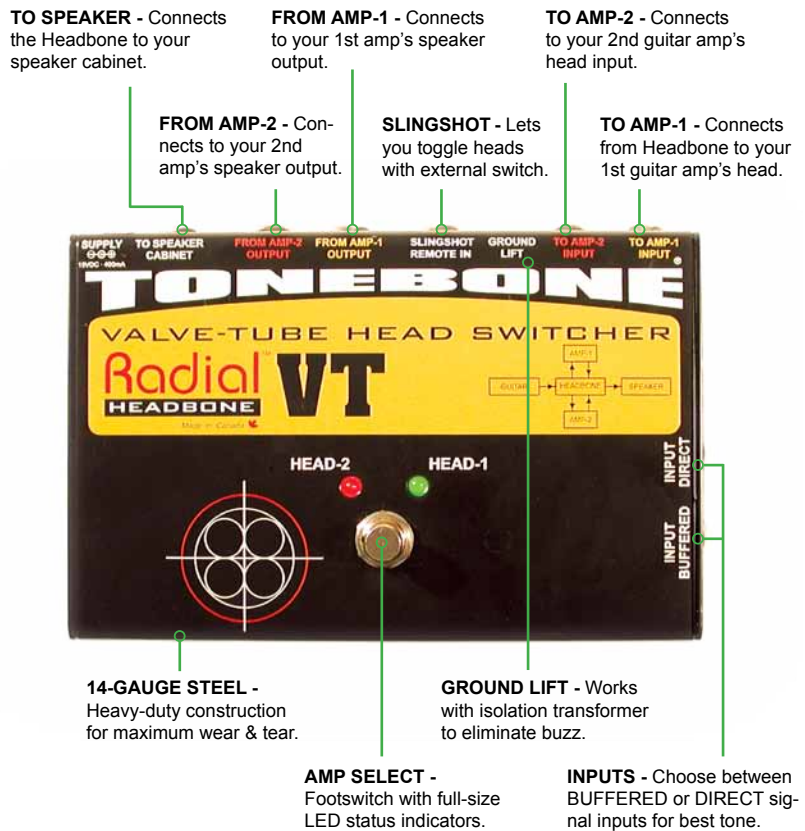 TO SPEAKER - Connects
the Headbone to your
speaker cabinet.
FROM AMP-1 - Connects
to your 1st amp's speaker
output.
TO AMP-2 - Connects
to your 2nd guitar amp's
head input.
FROM AMP-2 - Con-
nects to your 2nd
amp's speaker output.
SLINGSHOT - Lets
you toggle heads
with external switch.
TO AMP-1 - Connects
from Headbone to your
1st guitar amp's head.
SUPPLY
15VDC - 400mA
TO SPEAKER
CABINET
FROM AMP-2
OUTPUT
FROM AMP-1
OUTPUT
SLINGSHOT
REMOTE IN
GROUND
LIFT
TO AMP-2
INPUT
TO AMP-1
INPUT
TONEBONE®
VALVE-TUBE HEAD SWITCHER
Radial™ VT
HEADBONE
Made in Canada
AMP-1
GUITAR
HEADBONE
SPEAKER
AMP-2
HEAD-2
HEAD-1
INPUT
DIRECT
INPUT
BUFFERED
14-GAUGE STEEL -
Heavy-duty construction
for maximum wear & tear.
GROUND LIFT - Works
with isolation transformer
to eliminate buzz.
AMP SELECT -
Footswitch with full-size
LED status indicators.
INPUTS - Choose between
BUFFERED or DIRECT sig-
nal inputs for best tone.